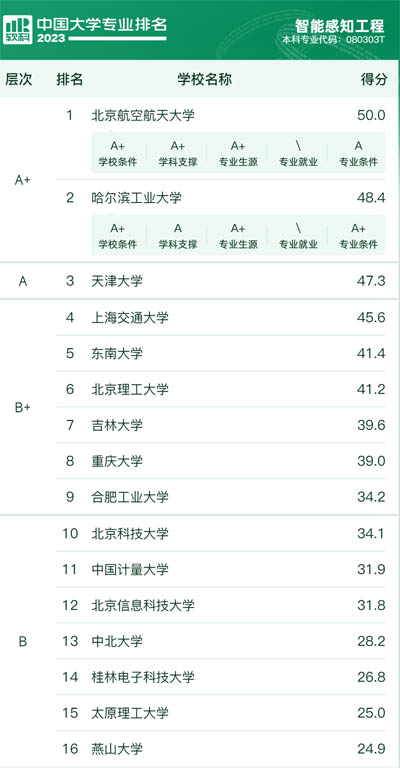 软科 中国大学专业排名 2023
智能感知工程
本科专业代码：080303T
层次 排名 学校名称 得分
A+
1 北京航空航天大学 50.0
A+ A+ A+ \ A
学校条件 学科支撑 专业生源 专业就业 专业条件
2 哈尔滨工业大学 48.4
A+ A A+ \ A+
学校条件 学科支撑 专业生源 专业就业 专业条件
A 3 天津大学 47.3
B+
4 上海交通大学 45.6
5 东南大学 41.4
6 北京理工大学 41.2
7 吉林大学 39.6
8 重庆大学 39.0
9 合肥工业大学 34.2
B
10 北京科技大学 34.1
11 中国计量大学 31.9
12 北京信息科技大学 31.8
13 中北大学 28.2
14 桂林电子科技大学 26.8
15 太原理工大学 25.0
16 燕山大学 24.9